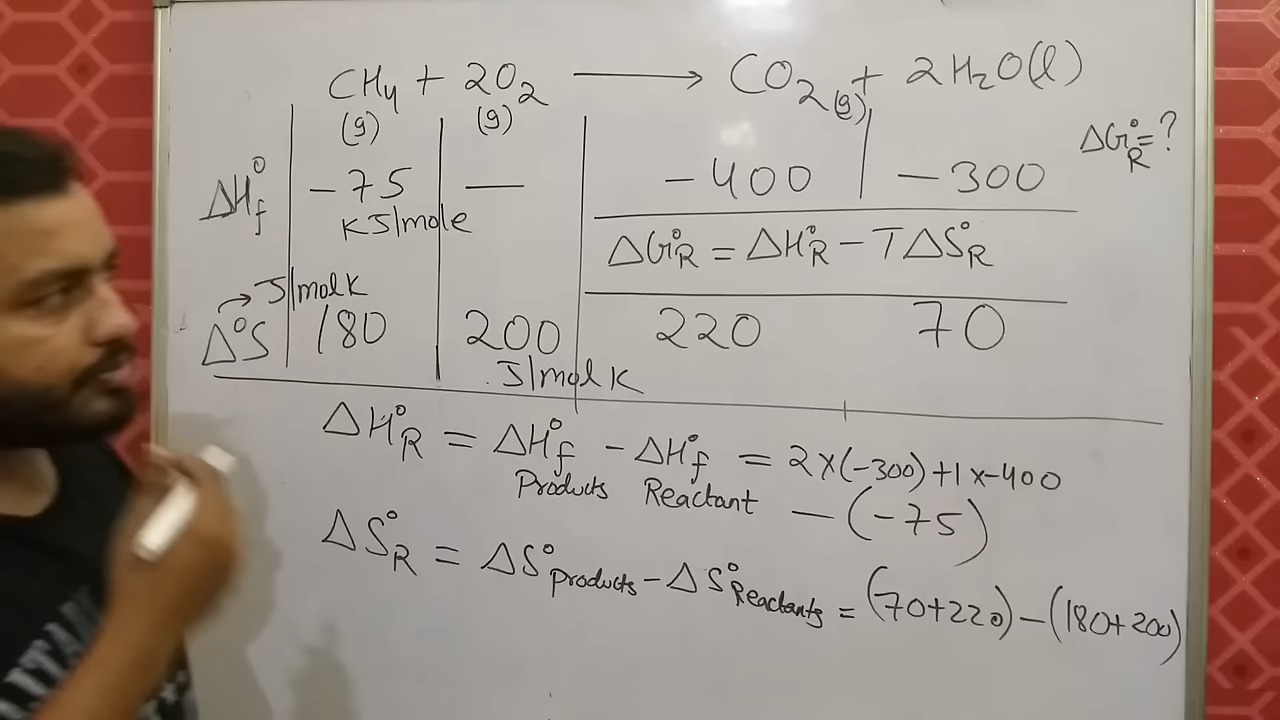 CH4 + 2O2 ⟶ CO2(g) + 2H2O(l)
(g) (g)
ΔG°R = ?
ΔH°f -75 — -400 -300
KJ/mole
ΔG°R = ΔH°R - TΔS°R
→ J/molK
Δ°S 180 200 220 70
J/molK
ΔH°R = ΔH°f - ΔH°f = 2×(-300)+1×-400
Products Reactant - (-75)
ΔS°R = ΔS°products - ΔS°Reactants = (70+220)-(180+200)